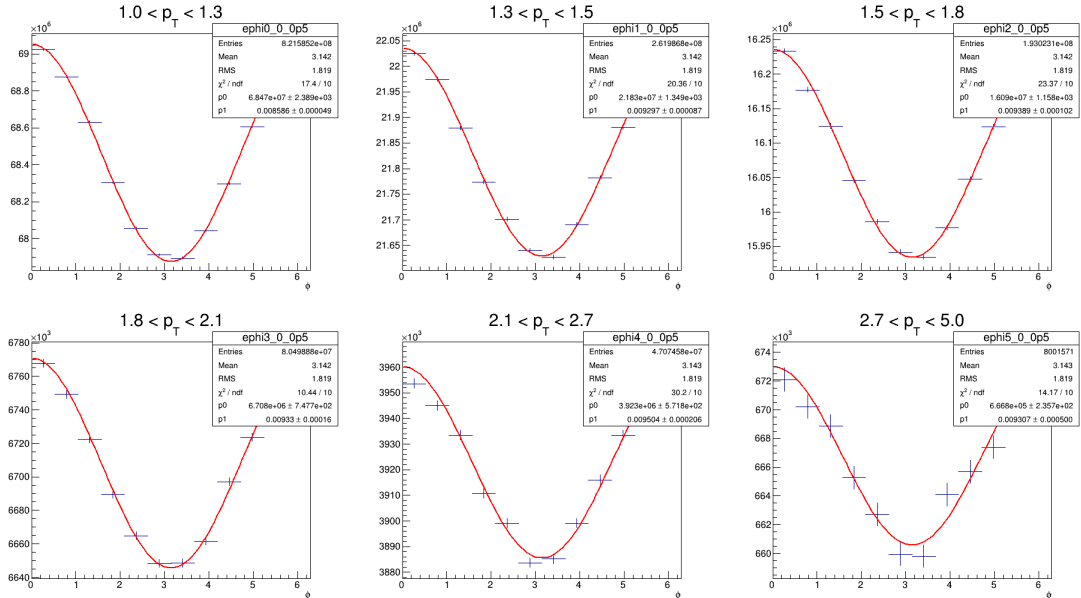 1.0 < p_T < 1.3
×10⁶
ephi0_0_0p5
Entries 8.215852e+08
Mean 3.142
RMS 1.819
χ² / ndf 17.4 / 10
p0 6.847e+07 ± 2.389e+03
p1 0.008586 ± 0.000049
69
68.8
68.6
68.4
68.2
68
0 1 2 3 4 5 6
ϕ
1.3 < p_T < 1.5
×10⁶
ephi1_0_0p5
Entries 2.619868e+08
Mean 3.142
RMS 1.819
χ² / ndf 20.36 / 10
p0 2.183e+07 ± 1.349e+03
p1 0.009297 ± 0.000087
22.05
22
21.95
21.9
21.85
21.8
21.75
21.7
21.65
0 1 2 3 4 5 6
ϕ
1.5 < p_T < 1.8
×10⁶
ephi2_0_0p5
Entries 1.930231e+08
Mean 3.142
RMS 1.819
χ² / ndf 23.37 / 10
p0 1.609e+07 ± 1.158e+03
p1 0.009389 ± 0.000102
16.25
16.2
16.15
16.1
16.05
16
15.95
0 1 2 3 4 5 6
ϕ
1.8 < p_T < 2.1
×10³
ephi3_0_0p5
Entries 8.049888e+07
Mean 3.142
RMS 1.819
χ² / ndf 10.44 / 10
p0 6.708e+06 ± 7.477e+02
p1 0.00933 ± 0.00016
6780
6760
6740
6720
6700
6680
6660
6640
0 1 2 3 4 5 6
ϕ
2.1 < p_T < 2.7
×10³
ephi4_0_0p5
Entries 4.707458e+07
Mean 3.143
RMS 1.819
χ² / ndf 30.2 / 10
p0 3.923e+06 ± 5.718e+02
p1 0.009504 ± 0.000206
3960
3950
3940
3930
3920
3910
3900
3890
3880
0 1 2 3 4 5 6
ϕ
2.7 < p_T < 5.0
×10³
ephi5_0_0p5
Entries 8001571
Mean 3.143
RMS 1.819
χ² / ndf 14.17 / 10
p0 6.668e+05 ± 2.357e+02
p1 0.009307 ± 0.000500
674
672
670
668
666
664
662
660
0 1 2 3 4 5 6
ϕ